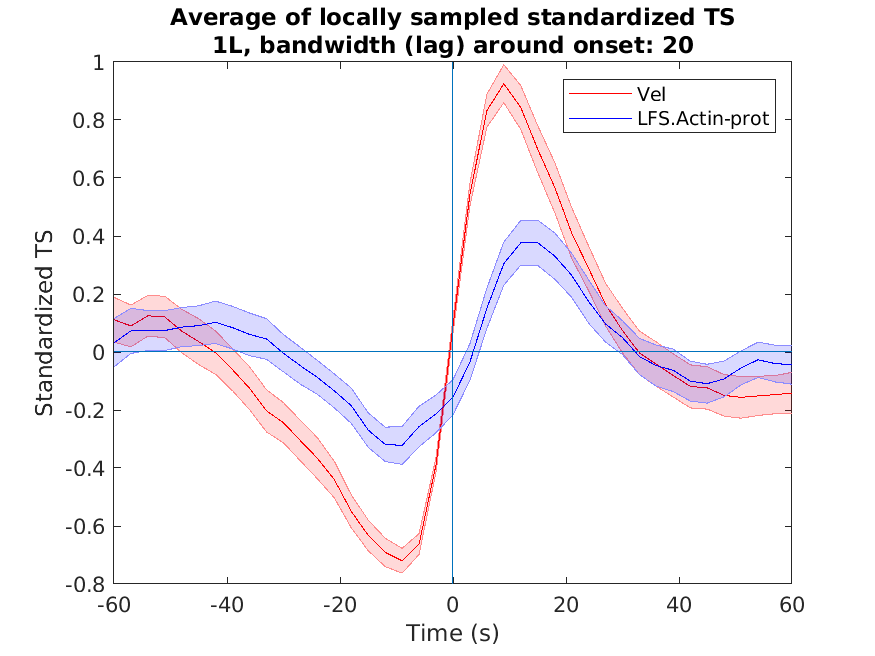 Average of locally sampled standardized TS
1L, bandwidth (lag) around onset: 20
Vel
LFS.Actin-prot
Standardized TS
1
0.8
0.6
0.4
0.2
0
-0.2
-0.4
-0.6
-0.8
-60
-40
-20
0
20
40
60
Time (s)